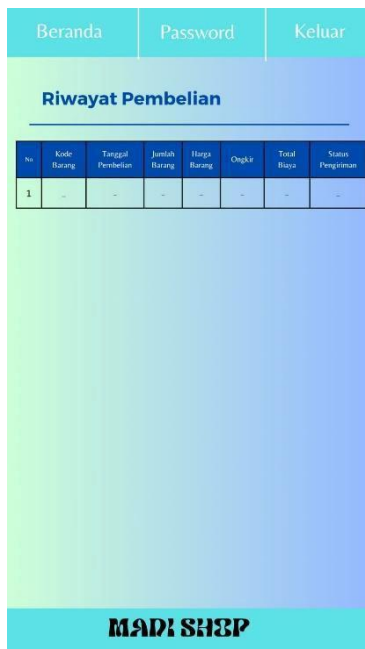 Beranda Password Keluar
Riwayat Pembelian
No Kode Barang Tanggal Pembelian Jumlah Barang Harga Barang Ongkir Total Biaya Status Pengiriman
1 - - - - - - -
MADI SHOP